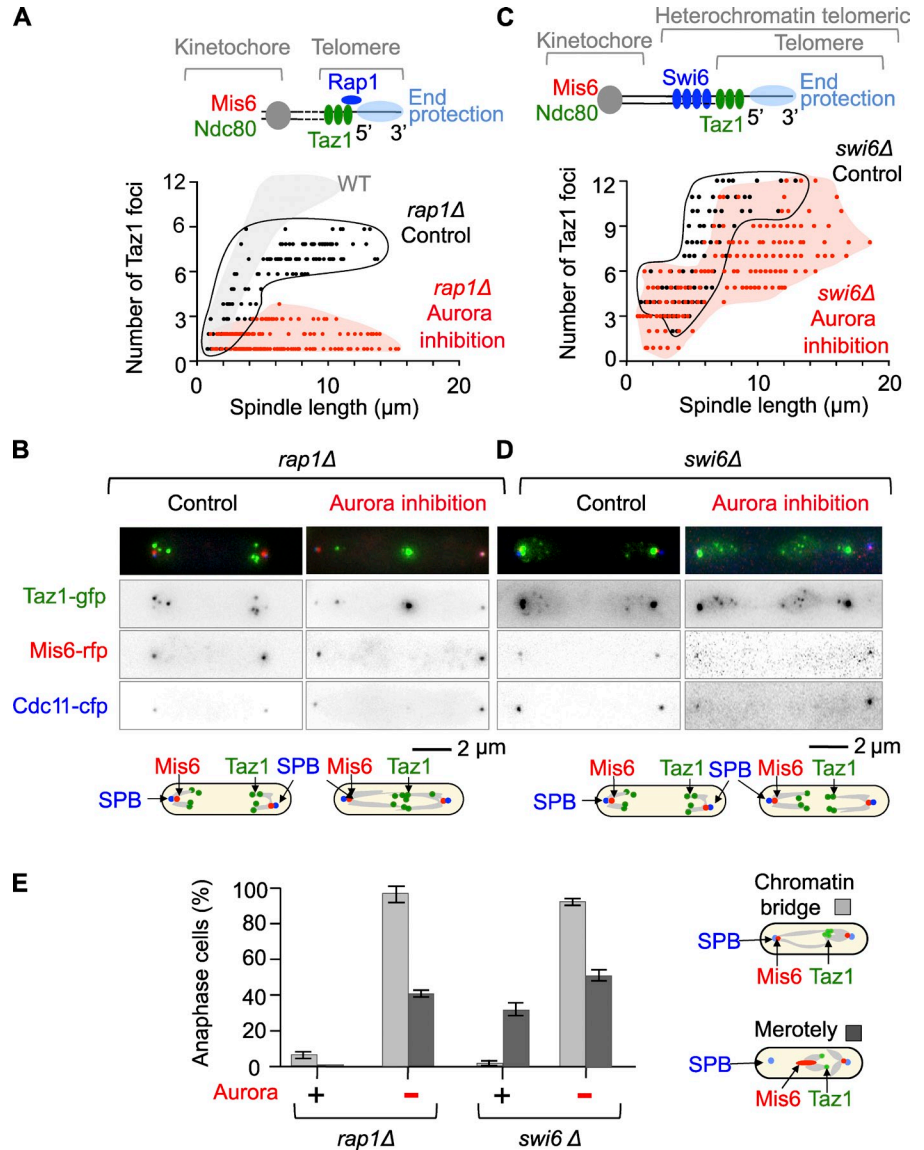 A
Kinetochore
Telomere
Rap1
Mis6
Ndc80
Taz1
5’
3’
End
protection
Number of Taz1 foci
12
6
6
3
0
WT
rap1Δ
Control
rap1Δ
Aurora
inhibition
0
10
20
Spindle length (µm)
C
Heterochromatin telomeric
Kinetochore
Telomere
Swi6
Mis6
Ndc80
Taz1
5’
3’
End
protection
Number of Taz1 foci
12
9
6
3
0
swi6Δ
Control
swi6Δ
Aurora
inhibition
0
10
20
Spindle length (µm)
B
rap1Δ
Control
Aurora inhibition
D
swi6Δ
Control
Aurora inhibition
Taz1-gfp
Mis6-rfp
Cdc11-cfp
2 µm
2 µm
Mis6
Taz1
SPB
Mis6
Taz1
SPB
Mis6
Taz1
SPB
Mis6
Taz1
SPB
E
Anaphase cells (%)
100
80
60
40
20
0
Aurora
+
−
+
−
rap1Δ
swi6 Δ
Chromatin
bridge
SPB
Mis6
Taz1
Merotely
SPB
Mis6
Taz1